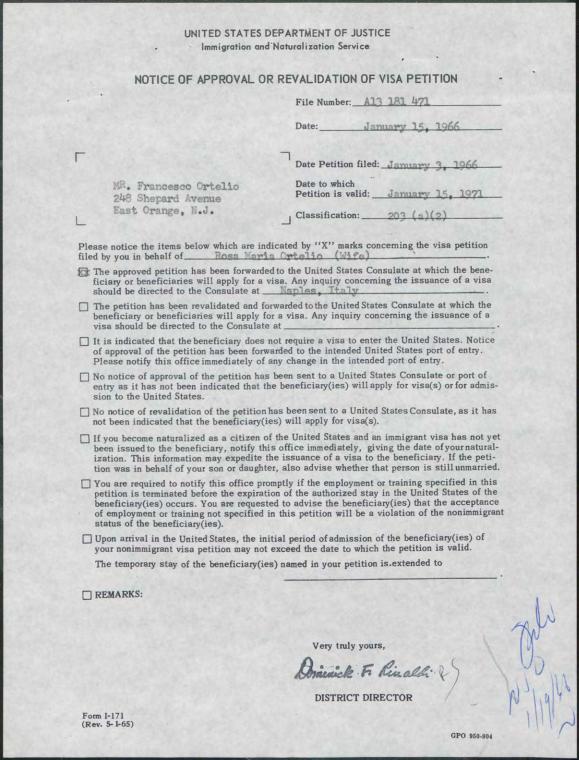 UNITED STATES DEPARTMENT OF JUSTICE
Immigration and Naturalization Service
NOTICE OF APPROVAL OR REVALIDATION OF VISA PETITION
File Number: A13 181 471
Date: January 15, 1966
Date Petition filed: January 3, 1966
Date to which
Petition is valid: January 15, 1971
Classification: 203 (a)(2)
MR. Francesco Ortelio
248 Shepard Avenue
East Orange, N.J.
Please notice the items below which are indicated by "X" marks concerning the visa petition
filed by you in behalf of Rosa Maria Ortelio (Wife).
The approved petition has been forwarded to the United States Consulate at which the bene-
ficiary or beneficiaries will apply for a visa. Any inquiry concerning the issuance of a visa
should be directed to the Consulate at Naples, Italy.
The petition has been revalidated and forwarded to the United States Consulate at which the
beneficiary or beneficiaries will apply for a visa. Any inquiry concerning the issuance of a
visa should be directed to the Consulate at .
It is indicated that the beneficiary does not require a visa to enter the United States. Notice
of approval of the petition has been forwarded to the intended United States port of entry.
Please notify this office immediately of any change in the intended port of entry.
No notice of approval of the petition has been sent to a United States Consulate or port of
entry as it has not been indicated that the beneficiary(ies) will apply for visa(s) or for admis-
sion to the United States.
No notice of revalidation of the petition has been sent to a United States Consulate, as it has
not been indicated that the beneficiary(ies) will apply for visa(s).
If you become naturalized as a citizen of the United States and an immigrant visa has not yet
been issued to the beneficiary, notify this office immediately, giving the date of your natural-
ization. This information may expedite the issuance of a visa to the beneficiary. If the peti-
tion was in behalf of your son or daughter, also advise whether that person is still unmarried.
You are required to notify this office promptly if the employment or training specified in this
petition is terminated before the expiration of the authorized stay in the United States of the
beneficiary(ies) occurs. You are requested to advise the beneficiary(ies) that the acceptance
of employment or training not specified in this petition will be a violation of the nonimmigrant
status of the beneficiary(ies).
Upon arrival in the United States, the initial period of admission of the beneficiary(ies) of
your nonimmigrant visa petition may not exceed the date to which the petition is valid.
The temporary stay of the beneficiary(ies) named in your petition is extended to
.
REMARKS:
Very truly yours,
Dominick F. Rinaldi
DISTRICT DIRECTOR
1/19/66
Form I-171
(Rev. 5-1-65)
GPO 950-804